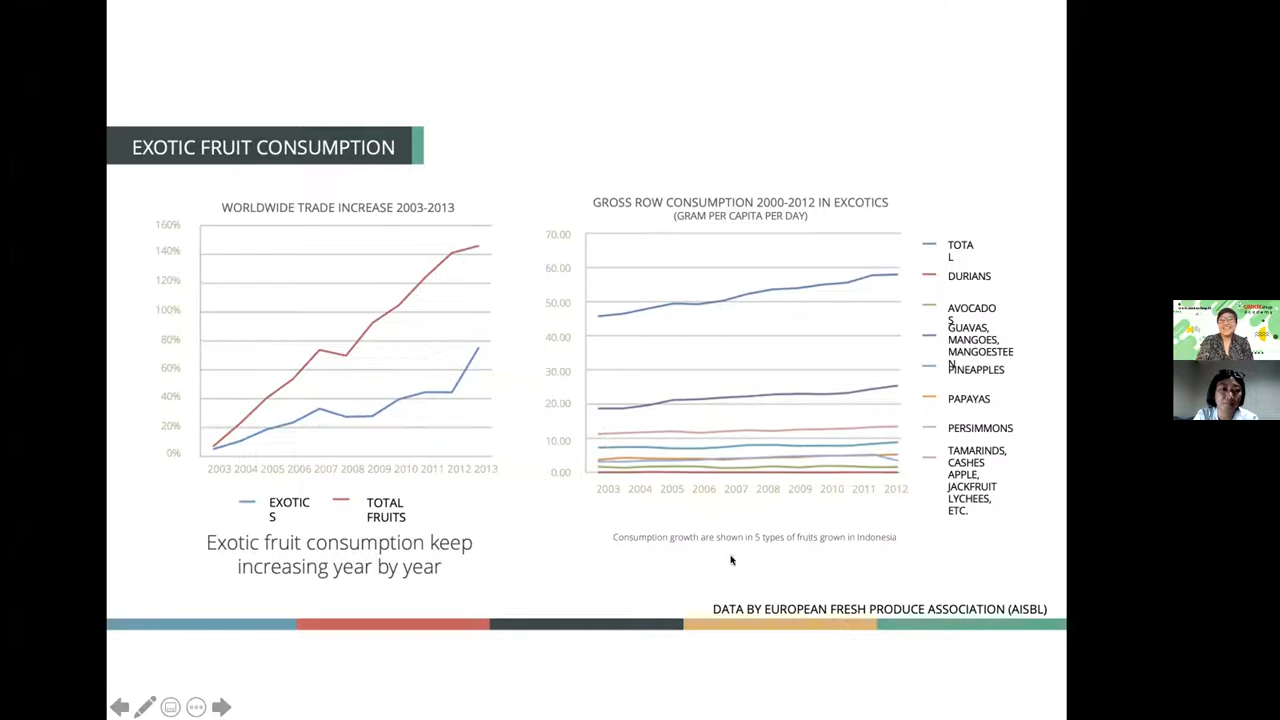 EXOTIC FRUIT CONSUMPTION
WORLDWIDE TRADE INCREASE 2003-2013
160%
140%
120%
100%
80%
60%
40%
20%
0%
2003 2004 2005 2006 2007 2008 2009 2010 2011 2012 2013
EXOTIC
S
TOTAL
FRUITS
Exotic fruit consumption keep
increasing year by year
GROSS ROW CONSUMPTION 2000-2012 IN EXCOTICS
(GRAM PER CAPITA PER DAY)
70.00
60.00
50.00
40.00
30.00
20.00
10.00
0.00
2003 2004 2005 2006 2007 2008 2009 2010 2011 2012
TOTA
L
DURIANS
AVOCADO
S
GUAVAS,
MANGOES,
MANGOESTEE
N
PINEAPPLES
PAPAYAS
PERSIMMONS
TAMARINDS,
CASHES
APPLE,
JACKFRUIT
LYCHEES,
ETC.
Consumption growth are shown in 5 types of fruits grown in Indonesia
DATA BY EUROPEAN FRESH PRODUCE ASSOCIATION (AISBL)
Academy